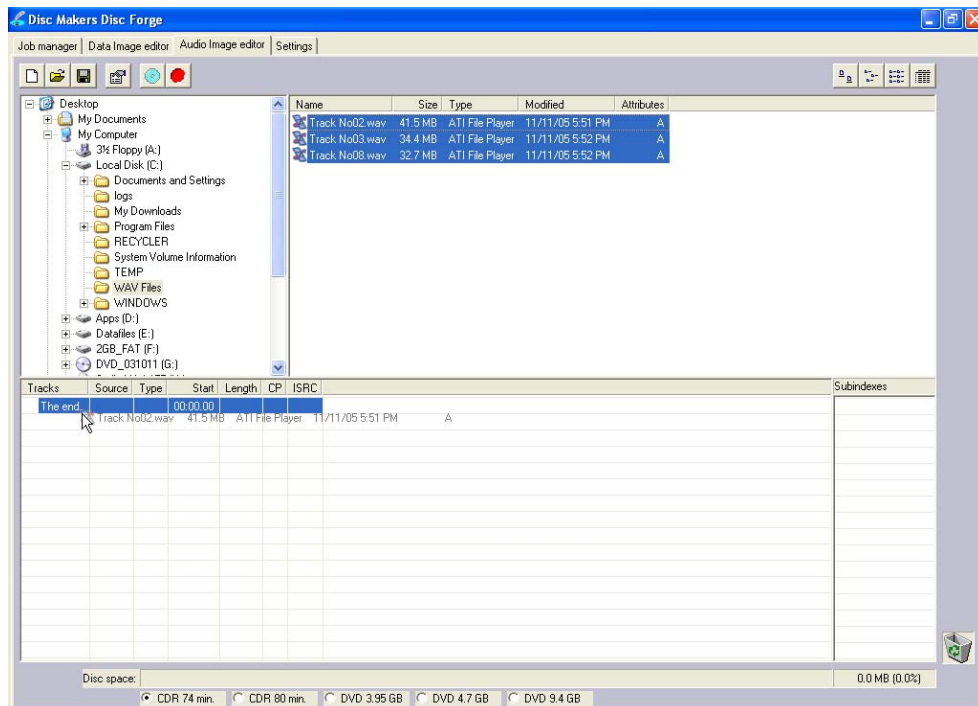 Disc Makers Disc Forge
Job manager Data Image editor Audio Image editor Settings
Desktop
My Documents
My Computer
3½ Floppy (A:)
Local Disk (C:)
Documents and Settings
logs
My Downloads
Program Files
RECYCLER
System Volume Information
TEMP
WAV Files
WINDOWS
Apps (D:)
Datafiles (E:)
2GB_FAT (F:)
DVD_031011 (G:)
Name Size Type Modified Attributes
Track No02.wav 41.5 MB ATI File Player 11/11/05 5:51 PM A
Track No03.wav 34.4 MB ATI File Player 11/11/05 5:52 PM A
Track No08.wav 32.7 MB ATI File Player 11/11/05 5:52 PM A
Tracks Source Type Start Length CP ISRC
Subindexes
The end. 00:00.00
Track No02.wav 41.5 MB ATI File Player 11/11/05 5:51 PM A
Disc space: 0.0 MB (0.0%)
CDR 74 min. CDR 80 min. DVD 3.95 GB DVD 4.7 GB DVD 9.4 GB